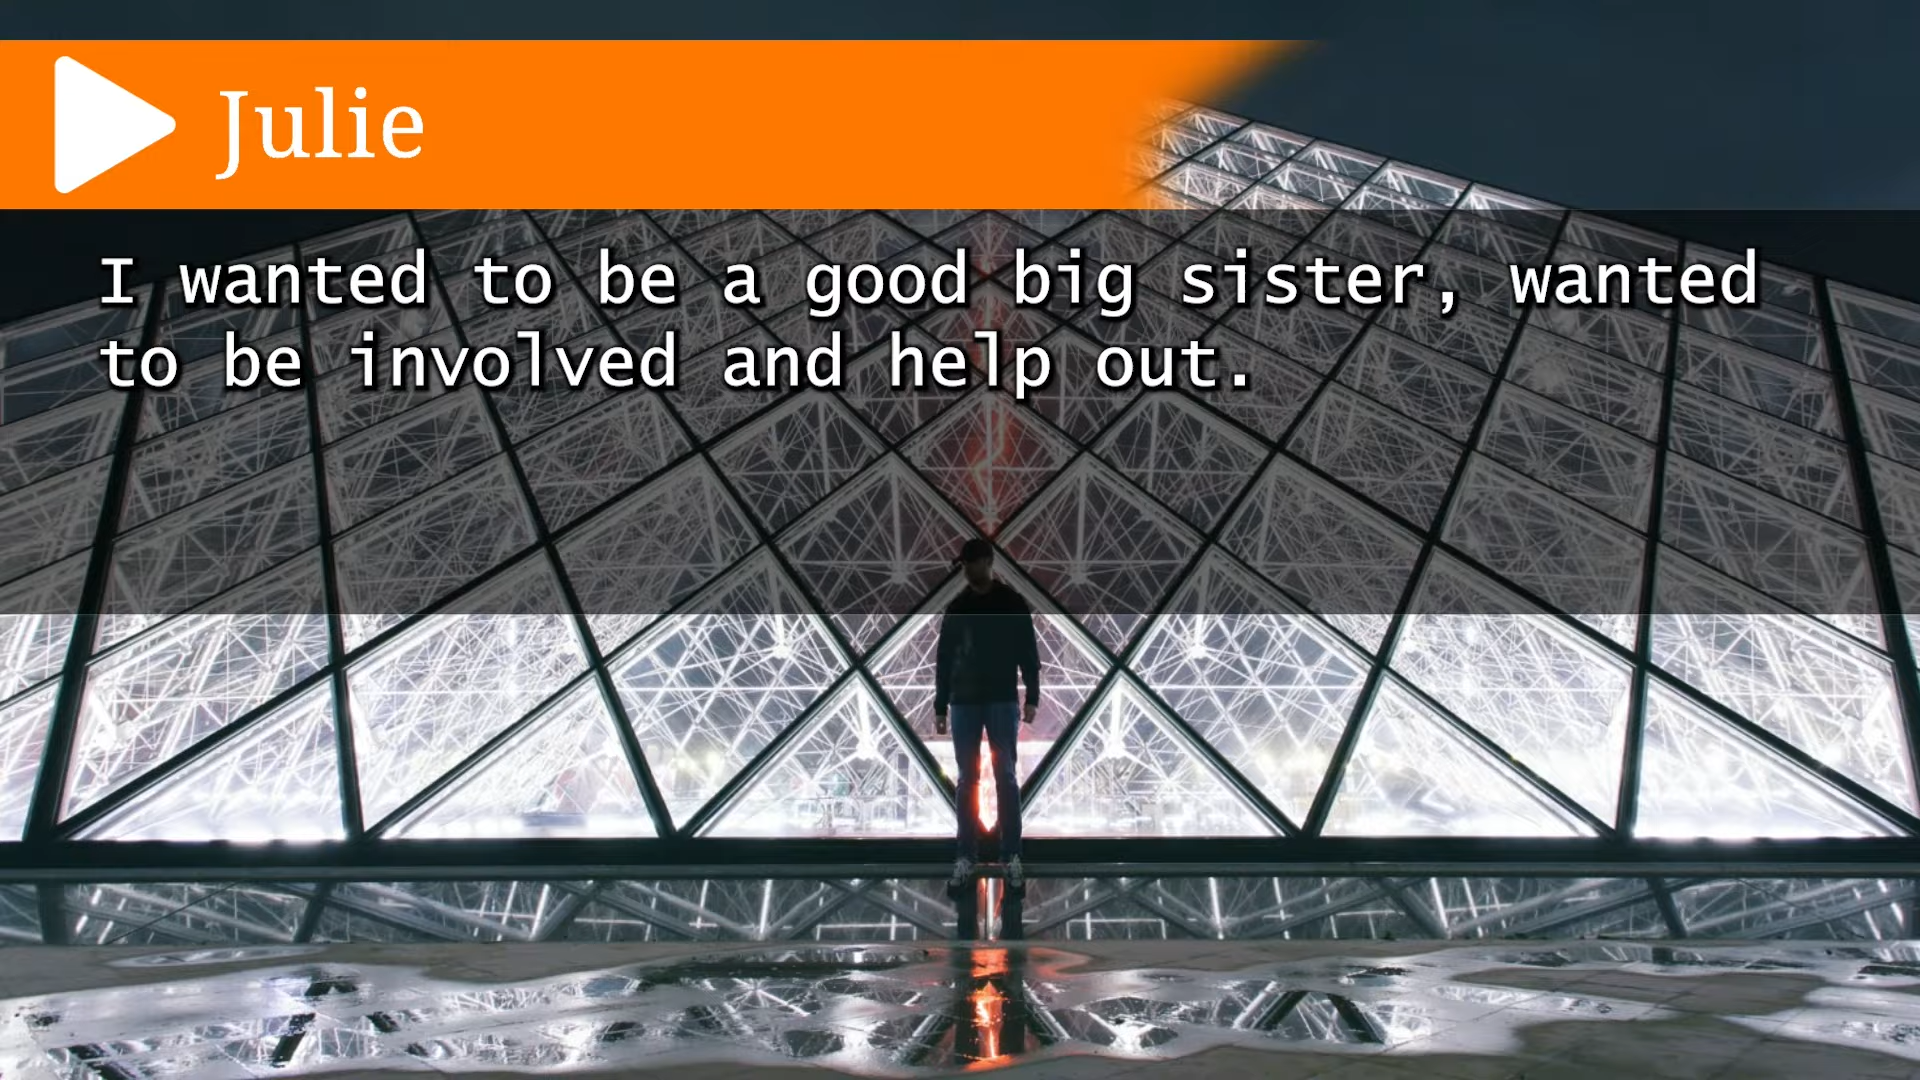 Julie
I wanted to be a good big sister, wanted
to be involved and help out.